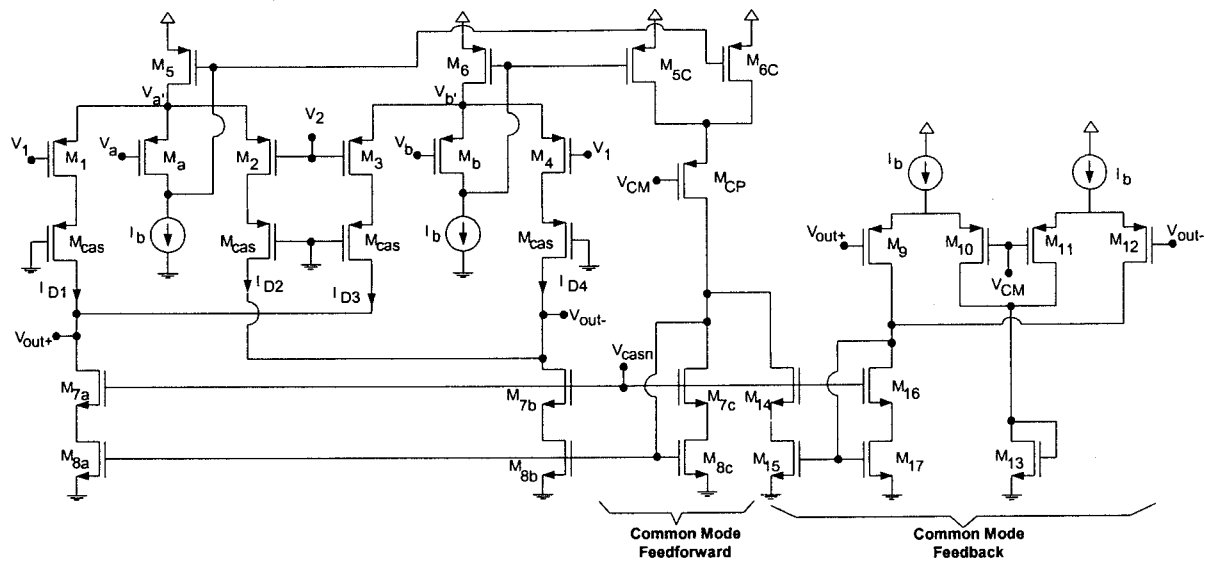 M5 M6 M5C M6C
Va' Vb'
V1 Va V2 Vb V1
M1 Ma M2 M3 Mb M4
VCM MCP
Ib Ib
Vout+ M9 M10 M11 M12 Vout-
VCM
Mcas Ib Mcas Mcas Ib Mcas
ID1 ID2 ID3 ID4
Vout+ Vout-
Vcasn
M7a M7b M7c M14 M16
M8a M8b M8c M15 M17 M13
Common Mode
Feedforward
Common Mode
Feedback